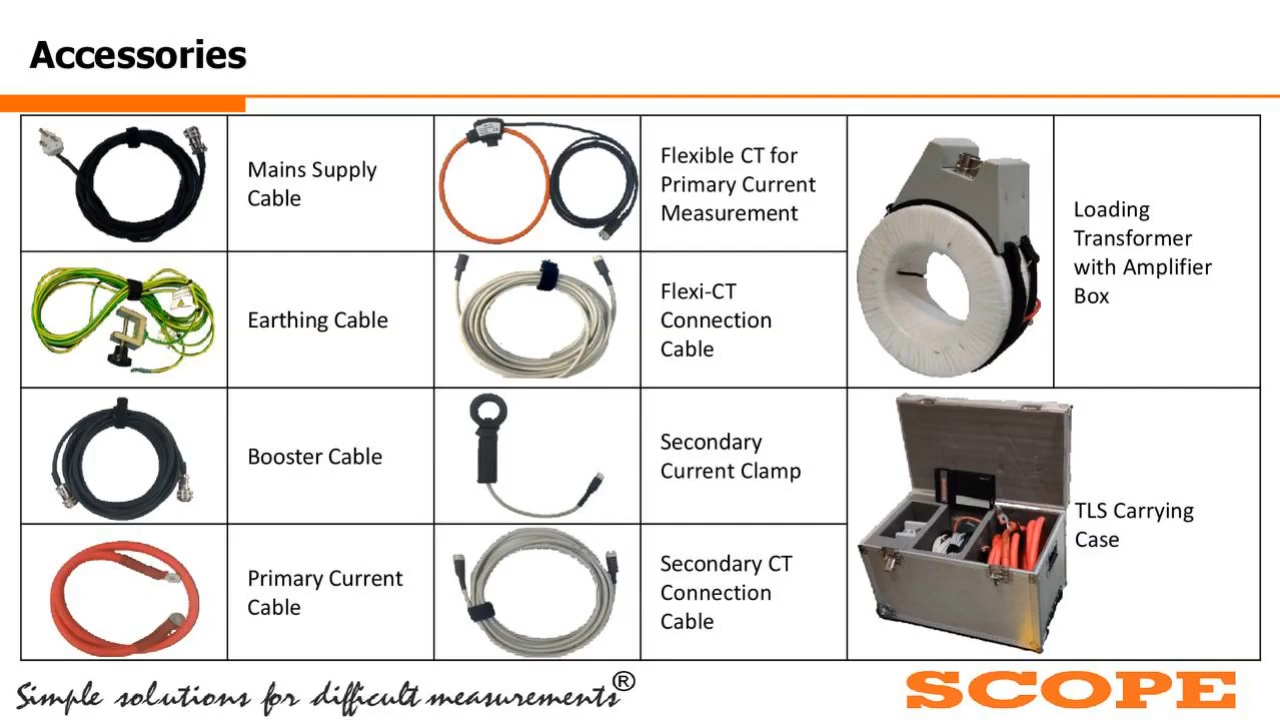 Accessories
Mains Supply
Cable
Flexible CT for
Primary Current
Measurement
Loading
Transformer
with Amplifier
Box
Earthing Cable
Flexi-CT
Connection
Cable
Booster Cable
Secondary
Current Clamp
TLS Carrying
Case
Primary Current
Cable
Secondary CT
Connection
Cable
Simple solutions for difficult measurements®
SCOPE